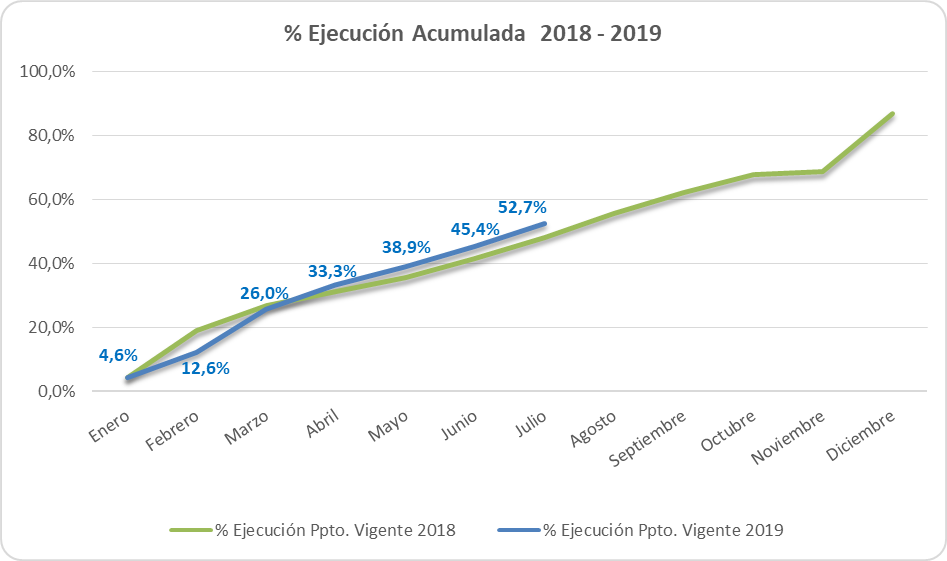 % Ejecución Acumulada 2018 - 2019
100,0%
80,0%
60,0%
40,0%
20,0%
0,0%
4,6%
12,6%
26,0%
33,3%
38,9%
45,4%
52,7%
Enero
Febrero
Marzo
Abril
Mayo
Junio
Julio
Agosto
Septiembre
Octubre
Noviembre
Diciembre
% Ejecución Ppto. Vigente 2018
% Ejecución Ppto. Vigente 2019